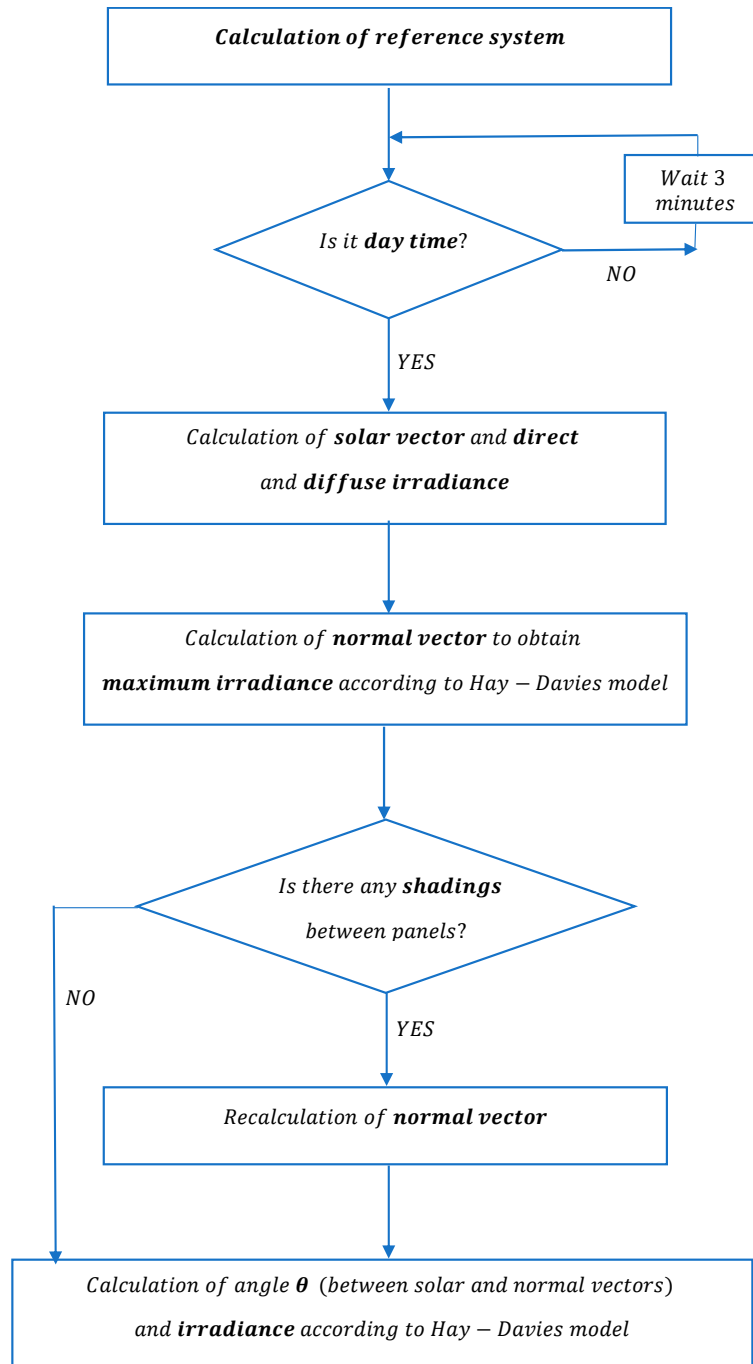 Calculation of reference system
Wait 3
minutes
Is it day time?
NO
YES
Calculation of solar vector and direct
and diffuse irradiance
Calculation of normal vector to obtain
maximum irradiance according to Hay − Davies model
Is there any shadings
between panels?
NO
YES
Recalculation of normal vector
Calculation of angle θ (between solar and normal vectors)
and irradiance according to Hay − Davies model